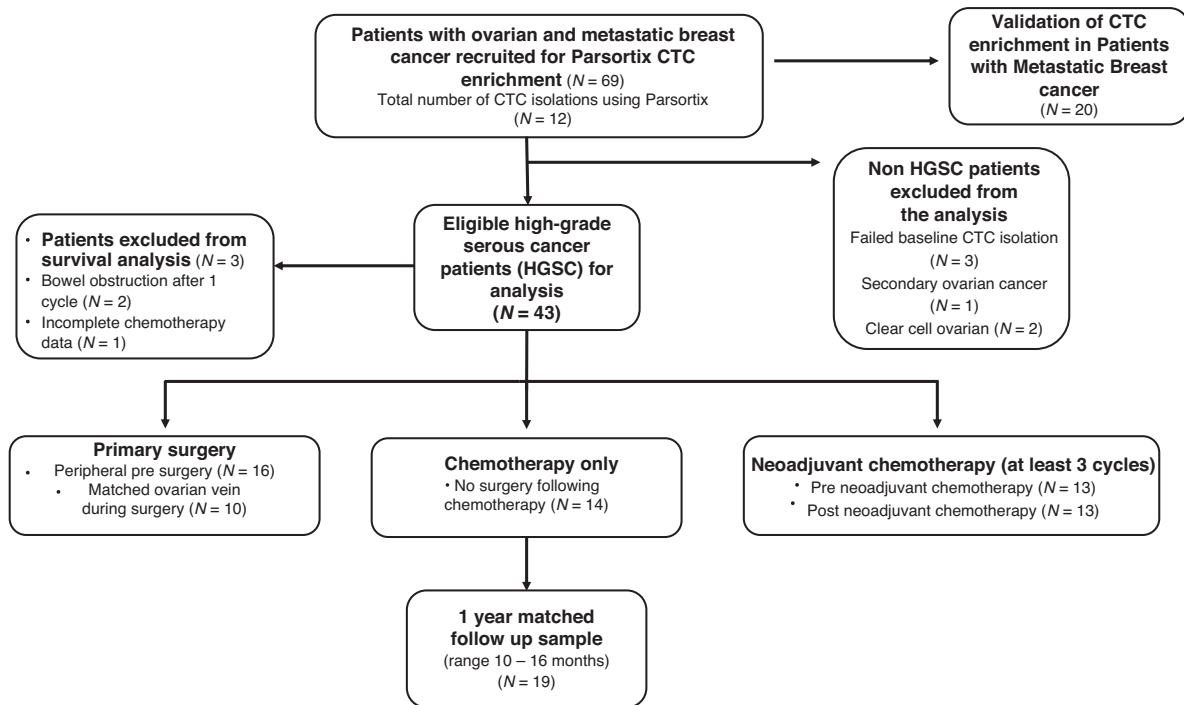 Patients with ovarian and metastatic breast
cancer recruited for Parsortix CTC
enrichment (N = 69)
Total number of CTC isolations using Parsortix
(N = 12)
Validation of CTC
enrichment in Patients
with Metastatic Breast
cancer
(N = 20)
Non HGSC patients
excluded from
the analysis
Failed baseline CTC isolation
(N = 3)
Secondary ovarian cancer
(N = 1)
Clear cell ovarian (N = 2)
Eligible high-grade
serous cancer
patients (HGSC) for
analysis
(N = 43)
• Patients excluded from
survival analysis (N = 3)
• Bowel obstruction after 1
cycle (N = 2)
• Incomplete chemotherapy
data (N = 1)
Primary surgery
• Peripheral pre surgery (N = 16)
• Matched ovarian vein
during surgery (N = 10)
Chemotherapy only
• No surgery following
chemotherapy (N = 14)
Neoadjuvant chemotherapy (at least 3 cycles)
• Pre neoadjuvant chemotherapy (N = 13)
• Post neoadjuvant chemotherapy (N = 13)
1 year matched
follow up sample
(range 10 – 16 months)
(N = 19)